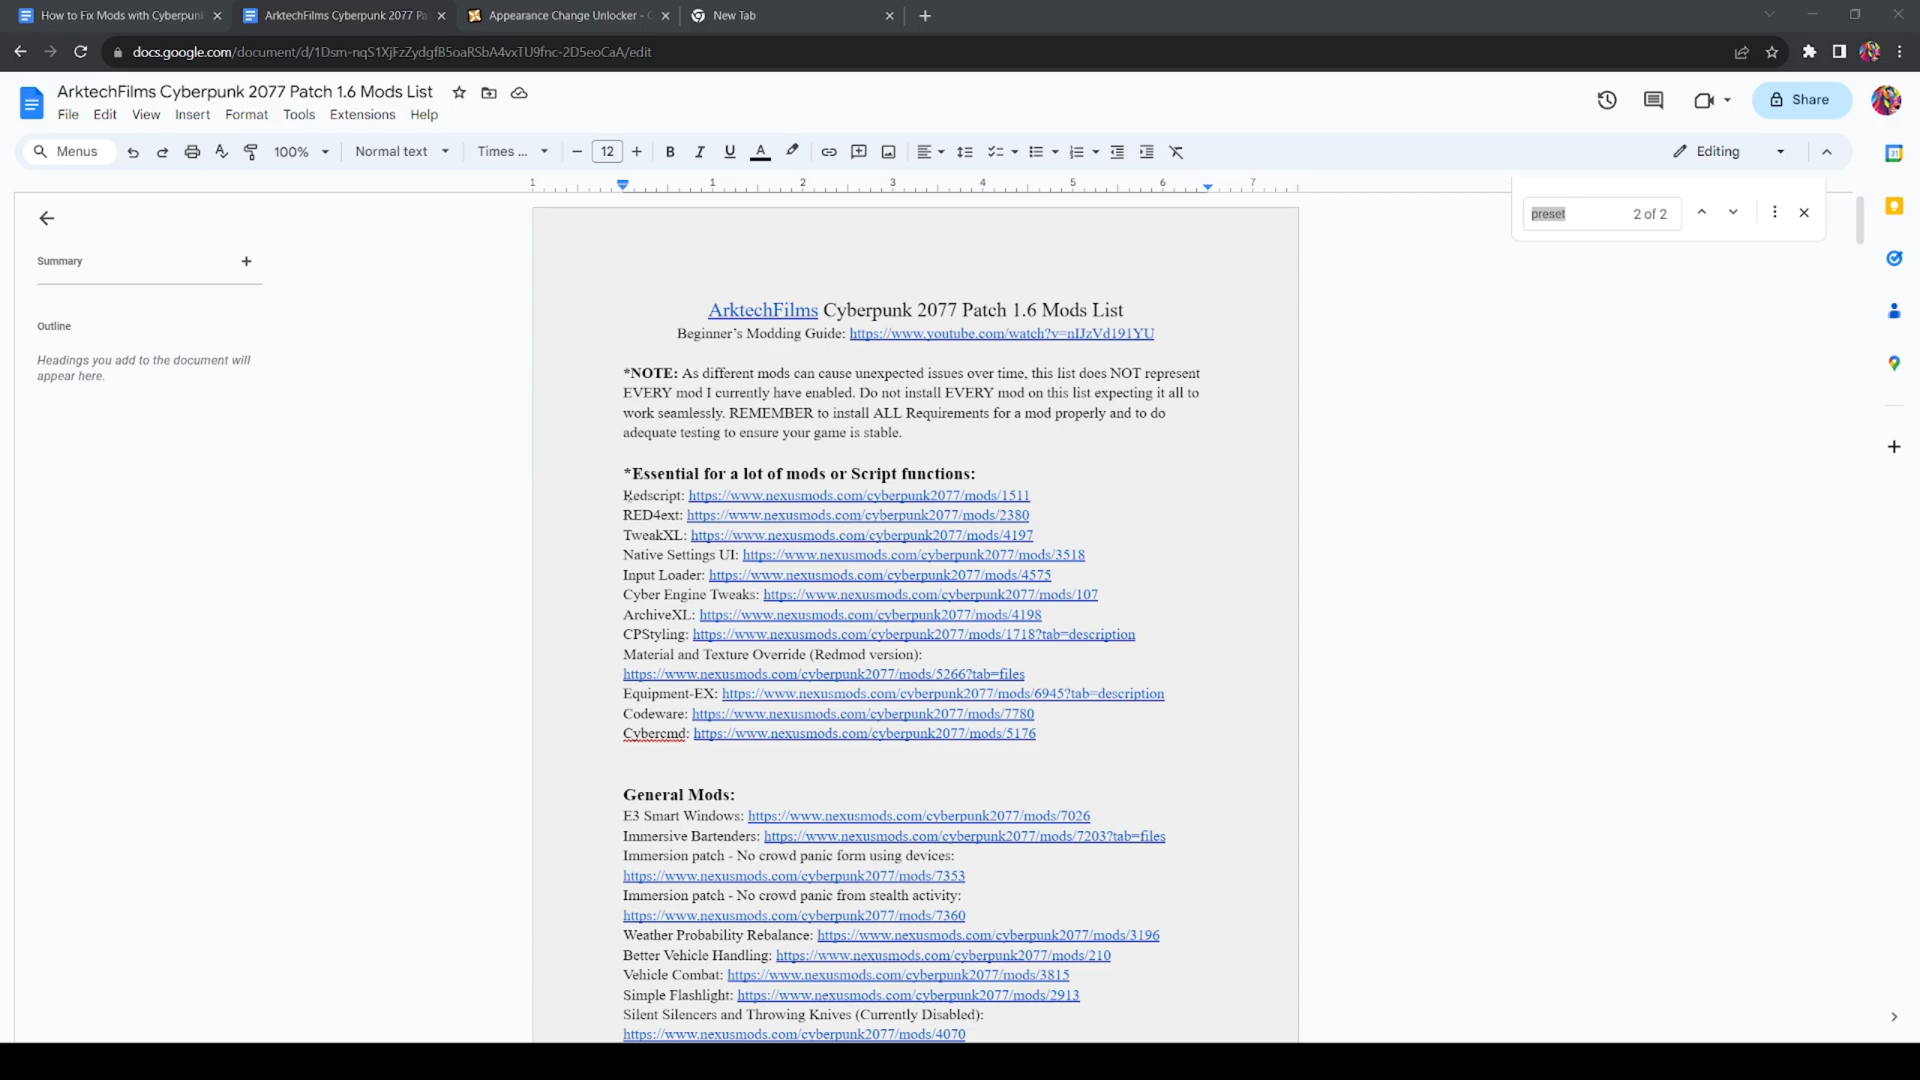 How to Fix Mods with Cyberpunk
ArktechFilms Cyberpunk 2077 Pa
Appearance Change Unlocker - C
New Tab
docs.google.com/document/d/1Dsm-nqS1XjFzZydgfB5oaRSbA4vxTU9fnc-2D5eoCaA/edit
ArktechFilms Cyberpunk 2077 Patch 1.6 Mods List
File Edit View Insert Format Tools Extensions Help
Share
Menus
100%
Normal text
Times ...
12
Editing
1 1 2 3 4 5 6 7
preset 2 of 2
Summary
Outline
Headings you add to the document will
appear here.
ArktechFilms Cyberpunk 2077 Patch 1.6 Mods List
Beginner's Modding Guide: https://www.youtube.com/watch?v=nIJzVd191YU
*NOTE: As different mods can cause unexpected issues over time, this list does NOT represent
EVERY mod I currently have enabled. Do not install EVERY mod on this list expecting it all to
work seamlessly. REMEMBER to install ALL Requirements for a mod properly and to do
adequate testing to ensure your game is stable.
*Essential for a lot of mods or Script functions:
Redscript: https://www.nexusmods.com/cyberpunk2077/mods/1511
RED4ext: https://www.nexusmods.com/cyberpunk2077/mods/2380
TweakXL: https://www.nexusmods.com/cyberpunk2077/mods/4197
Native Settings UI: https://www.nexusmods.com/cyberpunk2077/mods/3518
Input Loader: https://www.nexusmods.com/cyberpunk2077/mods/4575
Cyber Engine Tweaks: https://www.nexusmods.com/cyberpunk2077/mods/107
ArchiveXL: https://www.nexusmods.com/cyberpunk2077/mods/4198
CPStyling: https://www.nexusmods.com/cyberpunk2077/mods/1718?tab=description
Material and Texture Override (Redmod version):
https://www.nexusmods.com/cyberpunk2077/mods/5266?tab=files
Equipment-EX: https://www.nexusmods.com/cyberpunk2077/mods/6945?tab=description
Codeware: https://www.nexusmods.com/cyberpunk2077/mods/7780
Cybercmd: https://www.nexusmods.com/cyberpunk2077/mods/5176
General Mods:
E3 Smart Windows: https://www.nexusmods.com/cyberpunk2077/mods/7026
Immersive Bartenders: https://www.nexusmods.com/cyberpunk2077/mods/7203?tab=files
Immersion patch - No crowd panic form using devices:
https://www.nexusmods.com/cyberpunk2077/mods/7353
Immersion patch - No crowd panic from stealth activity:
https://www.nexusmods.com/cyberpunk2077/mods/7360
Weather Probability Rebalance: https://www.nexusmods.com/cyberpunk2077/mods/3196
Better Vehicle Handling: https://www.nexusmods.com/cyberpunk2077/mods/210
Vehicle Combat: https://www.nexusmods.com/cyberpunk2077/mods/3815
Simple Flashlight: https://www.nexusmods.com/cyberpunk2077/mods/2913
Silent Silencers and Throwing Knives (Currently Disabled):
https://www.nexusmods.com/cyberpunk2077/mods/4070